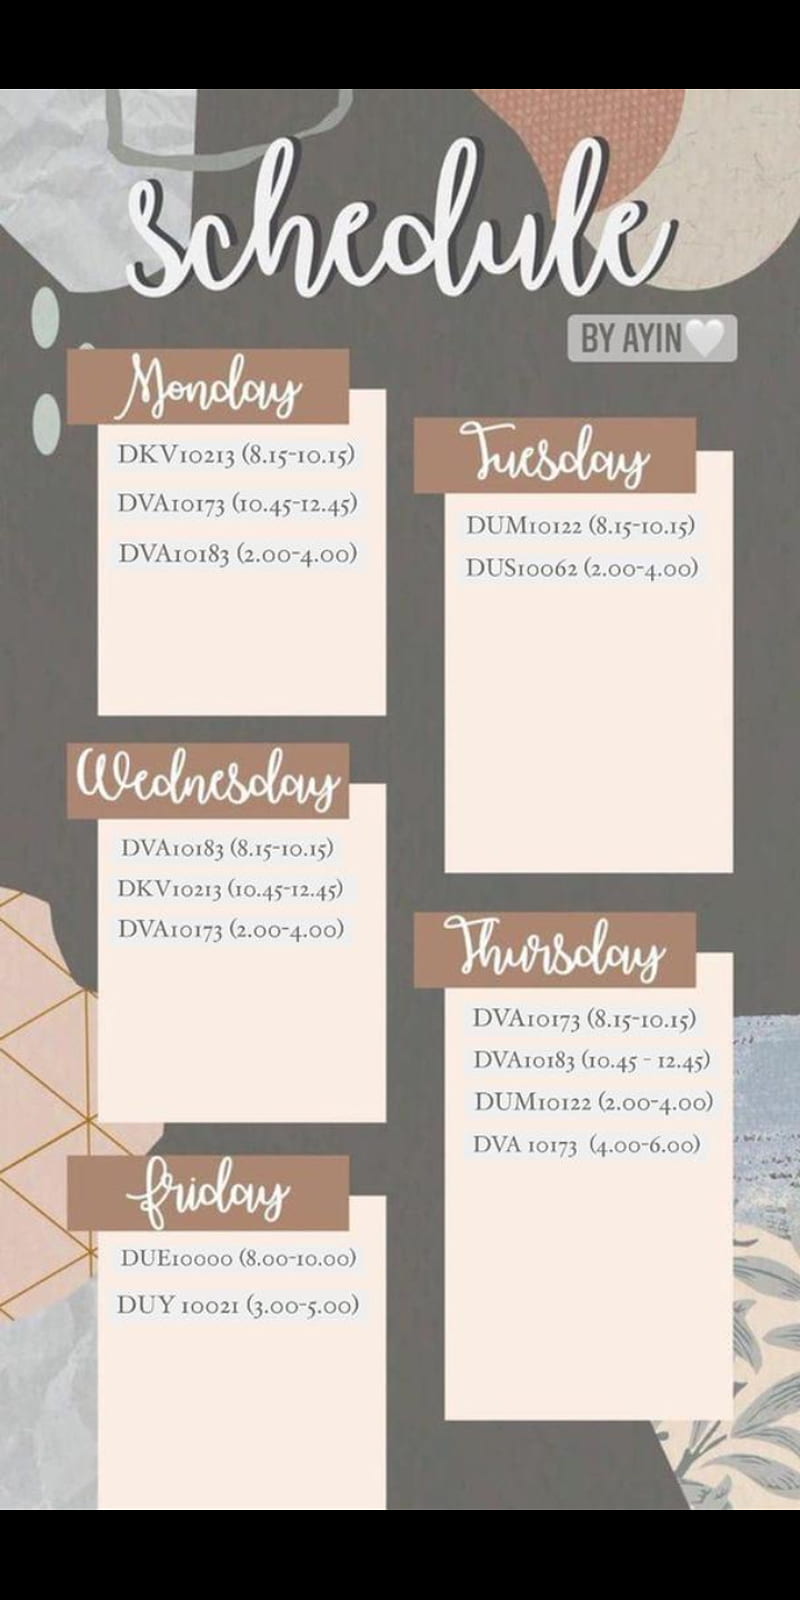 schedule
BY AYIN🤍
Monday
DKV10213 (8.15-10.15)
DVA10173 (10.45-12.45)
DVA10183 (2.00-4.00)
Tuesday
DUM10122 (8.15-10.15)
DUS10062 (2.00-4.00)
Wednesday
DVA10183 (8.15-10.15)
DKV10213 (10.45-12.45)
DVA10173 (2.00-4.00)
Thursday
DVA10173 (8.15-10.15)
DVA10183 (10.45 - 12.45)
DUM10122 (2.00-4.00)
DVA 10173 (4.00-6.00)
friday
DUE10000 (8.00-10.00)
DUY 10021 (3.00-5.00)